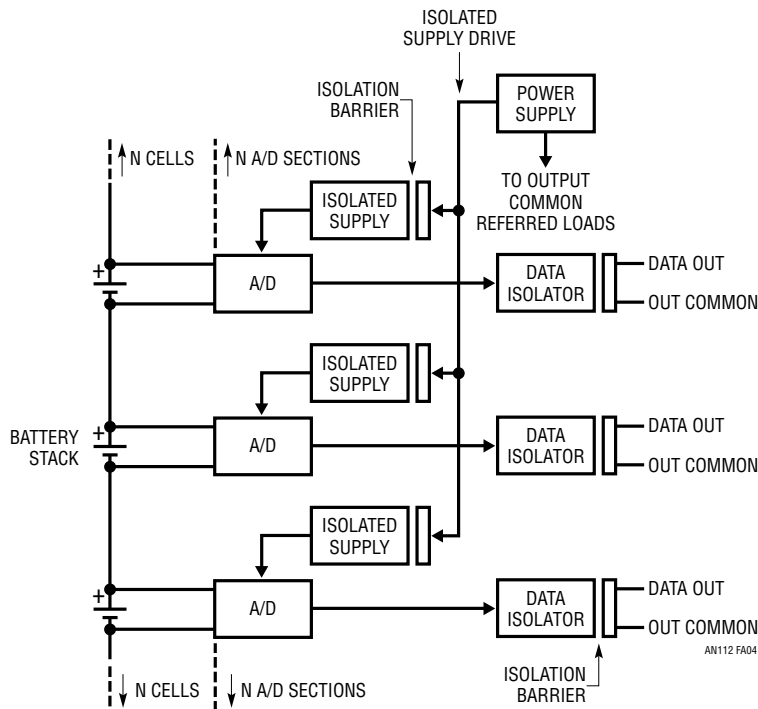 ISOLATED
SUPPLY DRIVE
ISOLATION
BARRIER
POWER
SUPPLY
N CELLS
N A/D SECTIONS
TO OUTPUT
COMMON
REFERRED LOADS
ISOLATED
SUPPLY
+
A/D
DATA
ISOLATOR
DATA OUT
OUT COMMON
ISOLATED
SUPPLY
BATTERY
STACK
+
A/D
DATA
ISOLATOR
DATA OUT
OUT COMMON
ISOLATED
SUPPLY
+
A/D
DATA
ISOLATOR
DATA OUT
OUT COMMON
AN112 FA04
N CELLS
N A/D SECTIONS
ISOLATION
BARRIER